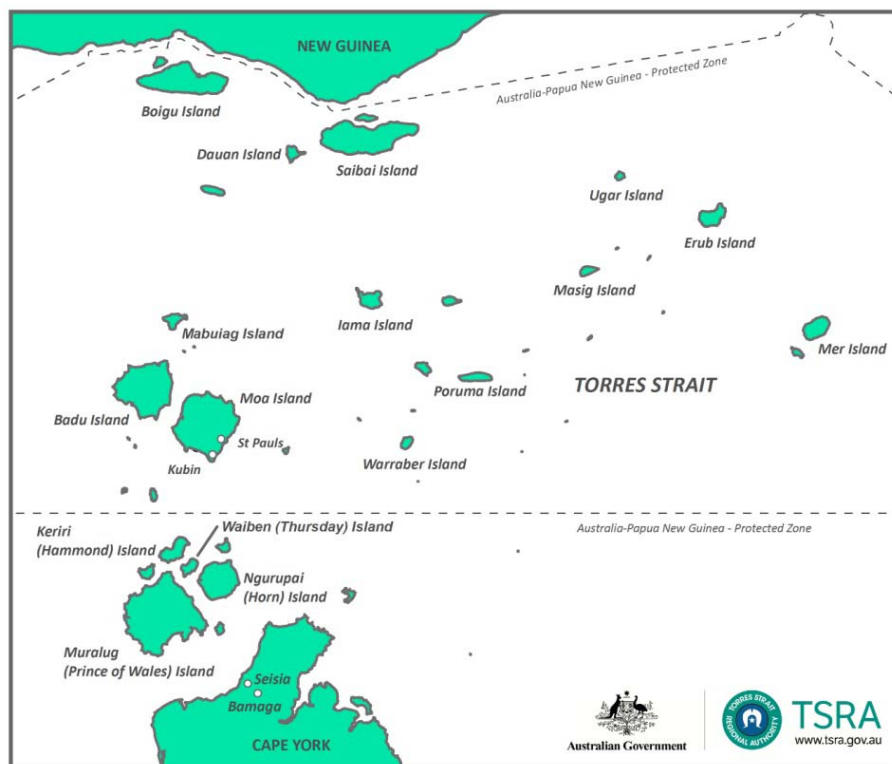 NEW GUINEA
Australia-Papua New Guinea - Protected Zone
Boigu Island
Dauan Island
Saibai Island
Ugar Island
Erub Island
Masig Island
Iama Island
Mabuiag Island
Mer Island
Poruma Island
TORRES STRAIT
Moa Island
Badu Island
St Pauls
Warraber Island
Kubin
Australia-Papua New Guinea - Protected Zone
Waiben (Thursday) Island
Keriri
(Hammond) Island
Ngurupai
(Horn) Island
Muralug
(Prince of Wales) Island
Seisia
Bamaga
CAPE YORK
Australian Government
TORRES STRAIT
REGIONAL AUTHORITY
TSRA
www.tsra.gov.au